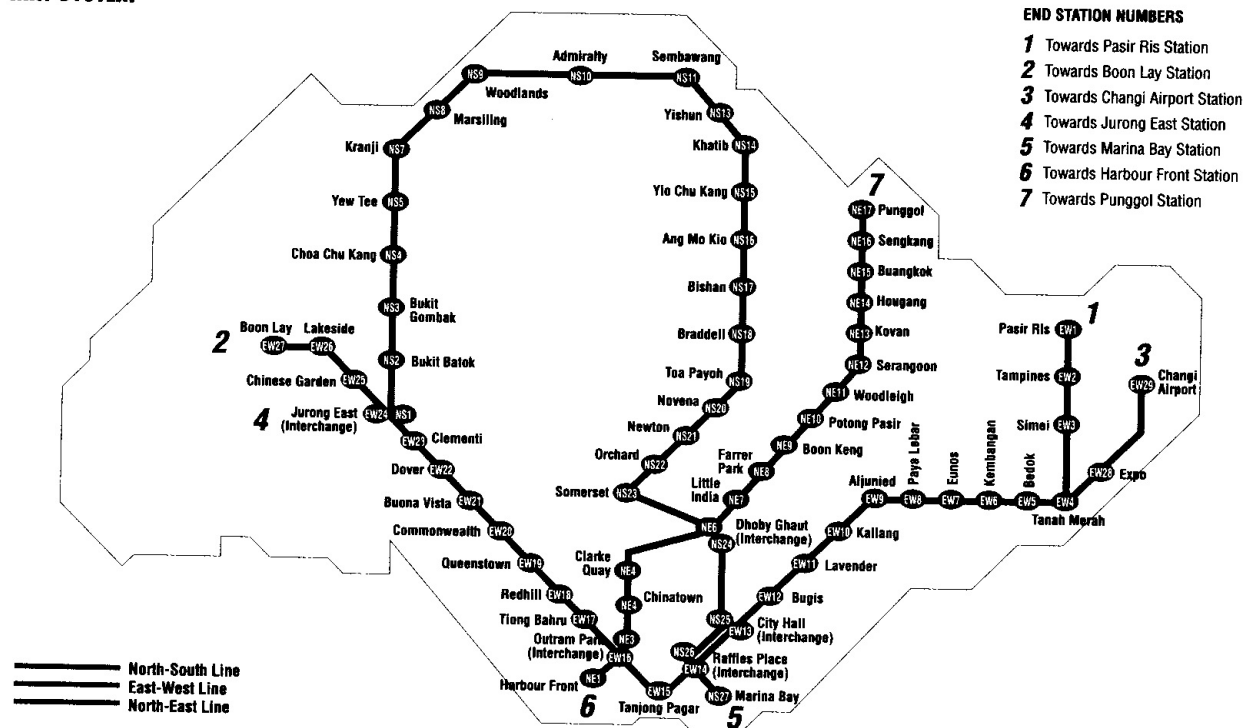 END STATION NUMBERS
1 Towards Pasir Ris Station
2 Towards Boon Lay Station
3 Towards Changi Airport Station
4 Towards Jurong East Station
5 Towards Marina Bay Station
6 Towards Harbour Front Station
7 Towards Punggol Station
Sembawang
Admiralty
NS9
NS10
NS11
Woodlands
NS8
Marsiling
NS13
Yishun
Kranji
NS7
Khatib
NS14
Yew Tee
NS5
Yio Chu Kang
NS15
7
NE17 Punggol
Choa Chu Kang
NS4
Ang Mo Kio
NS16
NE16 Sengkang
NE15 Buangkok
Bishan
NS17
NS3
Bukit
Gombak
NE14 Hougang
NE13 Kovan
Braddell
NS18
2
Boon Lay
EW27
Lakeside
EW26
NS2
Bukit Batok
NE12 Serangoon
Pasir Ris
EW1
1
Chinese Garden
EW25
Toa Payoh
NS19
NE11 Woodleigh
Tampines
EW2
3
EW29
Changi
Airport
4
Jurong East
(Interchange)
EW24
NS1
Novena
NS20
NE10 Potong Pasir
Simei
EW3
EW23
Clementi
Newton
NS21
NE9 Boon Keng
Dover
EW22
Orchard
NS22
Farrer
Park
NE8
Somerset
NS23
Little
India
NE7
Buona Vista
EW21
Aljunied
EW9
Paya Lebar
EW8
Eunos
EW7
Kembangan
EW6
Bedok
EW5
EW4
Tanah Merah
EW28
Expo
Commonwealth
EW20
NE6
NS24
Dhoby Ghaut
(Interchange)
EW10
Kallang
Queenstown
EW19
Clarke
Quay
NE4
EW11
Lavender
Redhill
EW18
NE4
Chinatown
EW12
Bugis
Tiong Bahru
EW17
NS25
EW13
City Hall
(Interchange)
Outram Park
(Interchange)
NE3
EW16
NS26
EW14
Raffles Place
(Interchange)
Harbour Front
NE1
6
EW15
Tanjong Pagar
NS27
Marina Bay
5
North-South Line
East-West Line
North-East Line